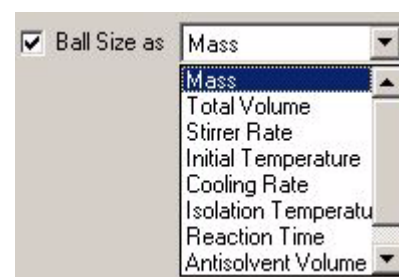 Ball Size as Mass
Mass
Total Volume
Stirrer Rate
Initial Temperature
Cooling Rate
Isolation Temperatu
Reaction Time
Antisolvent Volume